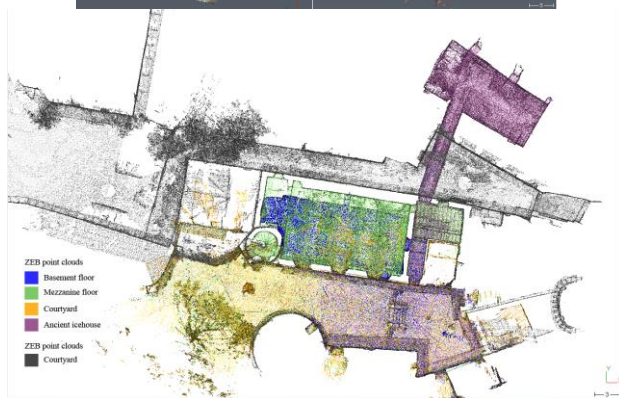 ZEB point clouds
Basement floor
Mezzanine floor
Courtyard
Ancient icehouse
ZEB point clouds
Courtyard